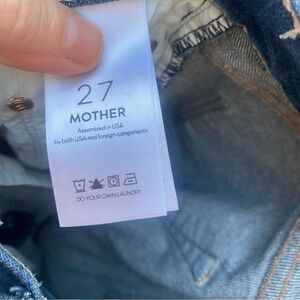 27
MOTHER
Assembled in USA
by both USA and foreign components
DO YOUR OWN LAUNDRY